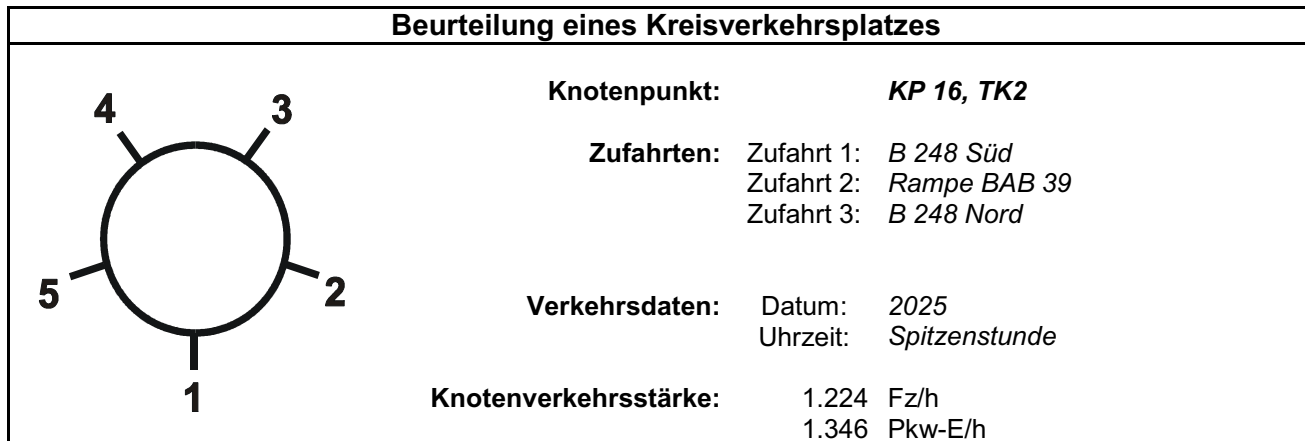 Beurteilung eines Kreisverkehrsplatzes
Knotenpunkt: KP 16, TK2
4 3
Zufahrten: Zufahrt 1: B 248 Süd
Zufahrt 2: Rampe BAB 39
Zufahrt 3: B 248 Nord
5 2
Verkehrsdaten: Datum: 2025
Uhrzeit: Spitzenstunde
1
Knotenverkehrsstärke: 1.224 Fz/h
1.346 Pkw-E/h